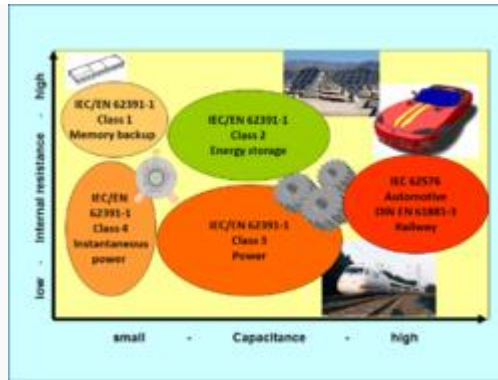 IEC/EN 62391-1
Class 1
Memory backup
IEC/EN 62391-1
Class 2
Energy storage
IEC/EN
62391-1
Class 4
Instantaneous
power
IEC/EN 62391-1
Class 3
Power
IEC 62576
Automotive
DIN EN 61881-3
Railway
low - Internal resistance - high
small - Capacitance - high